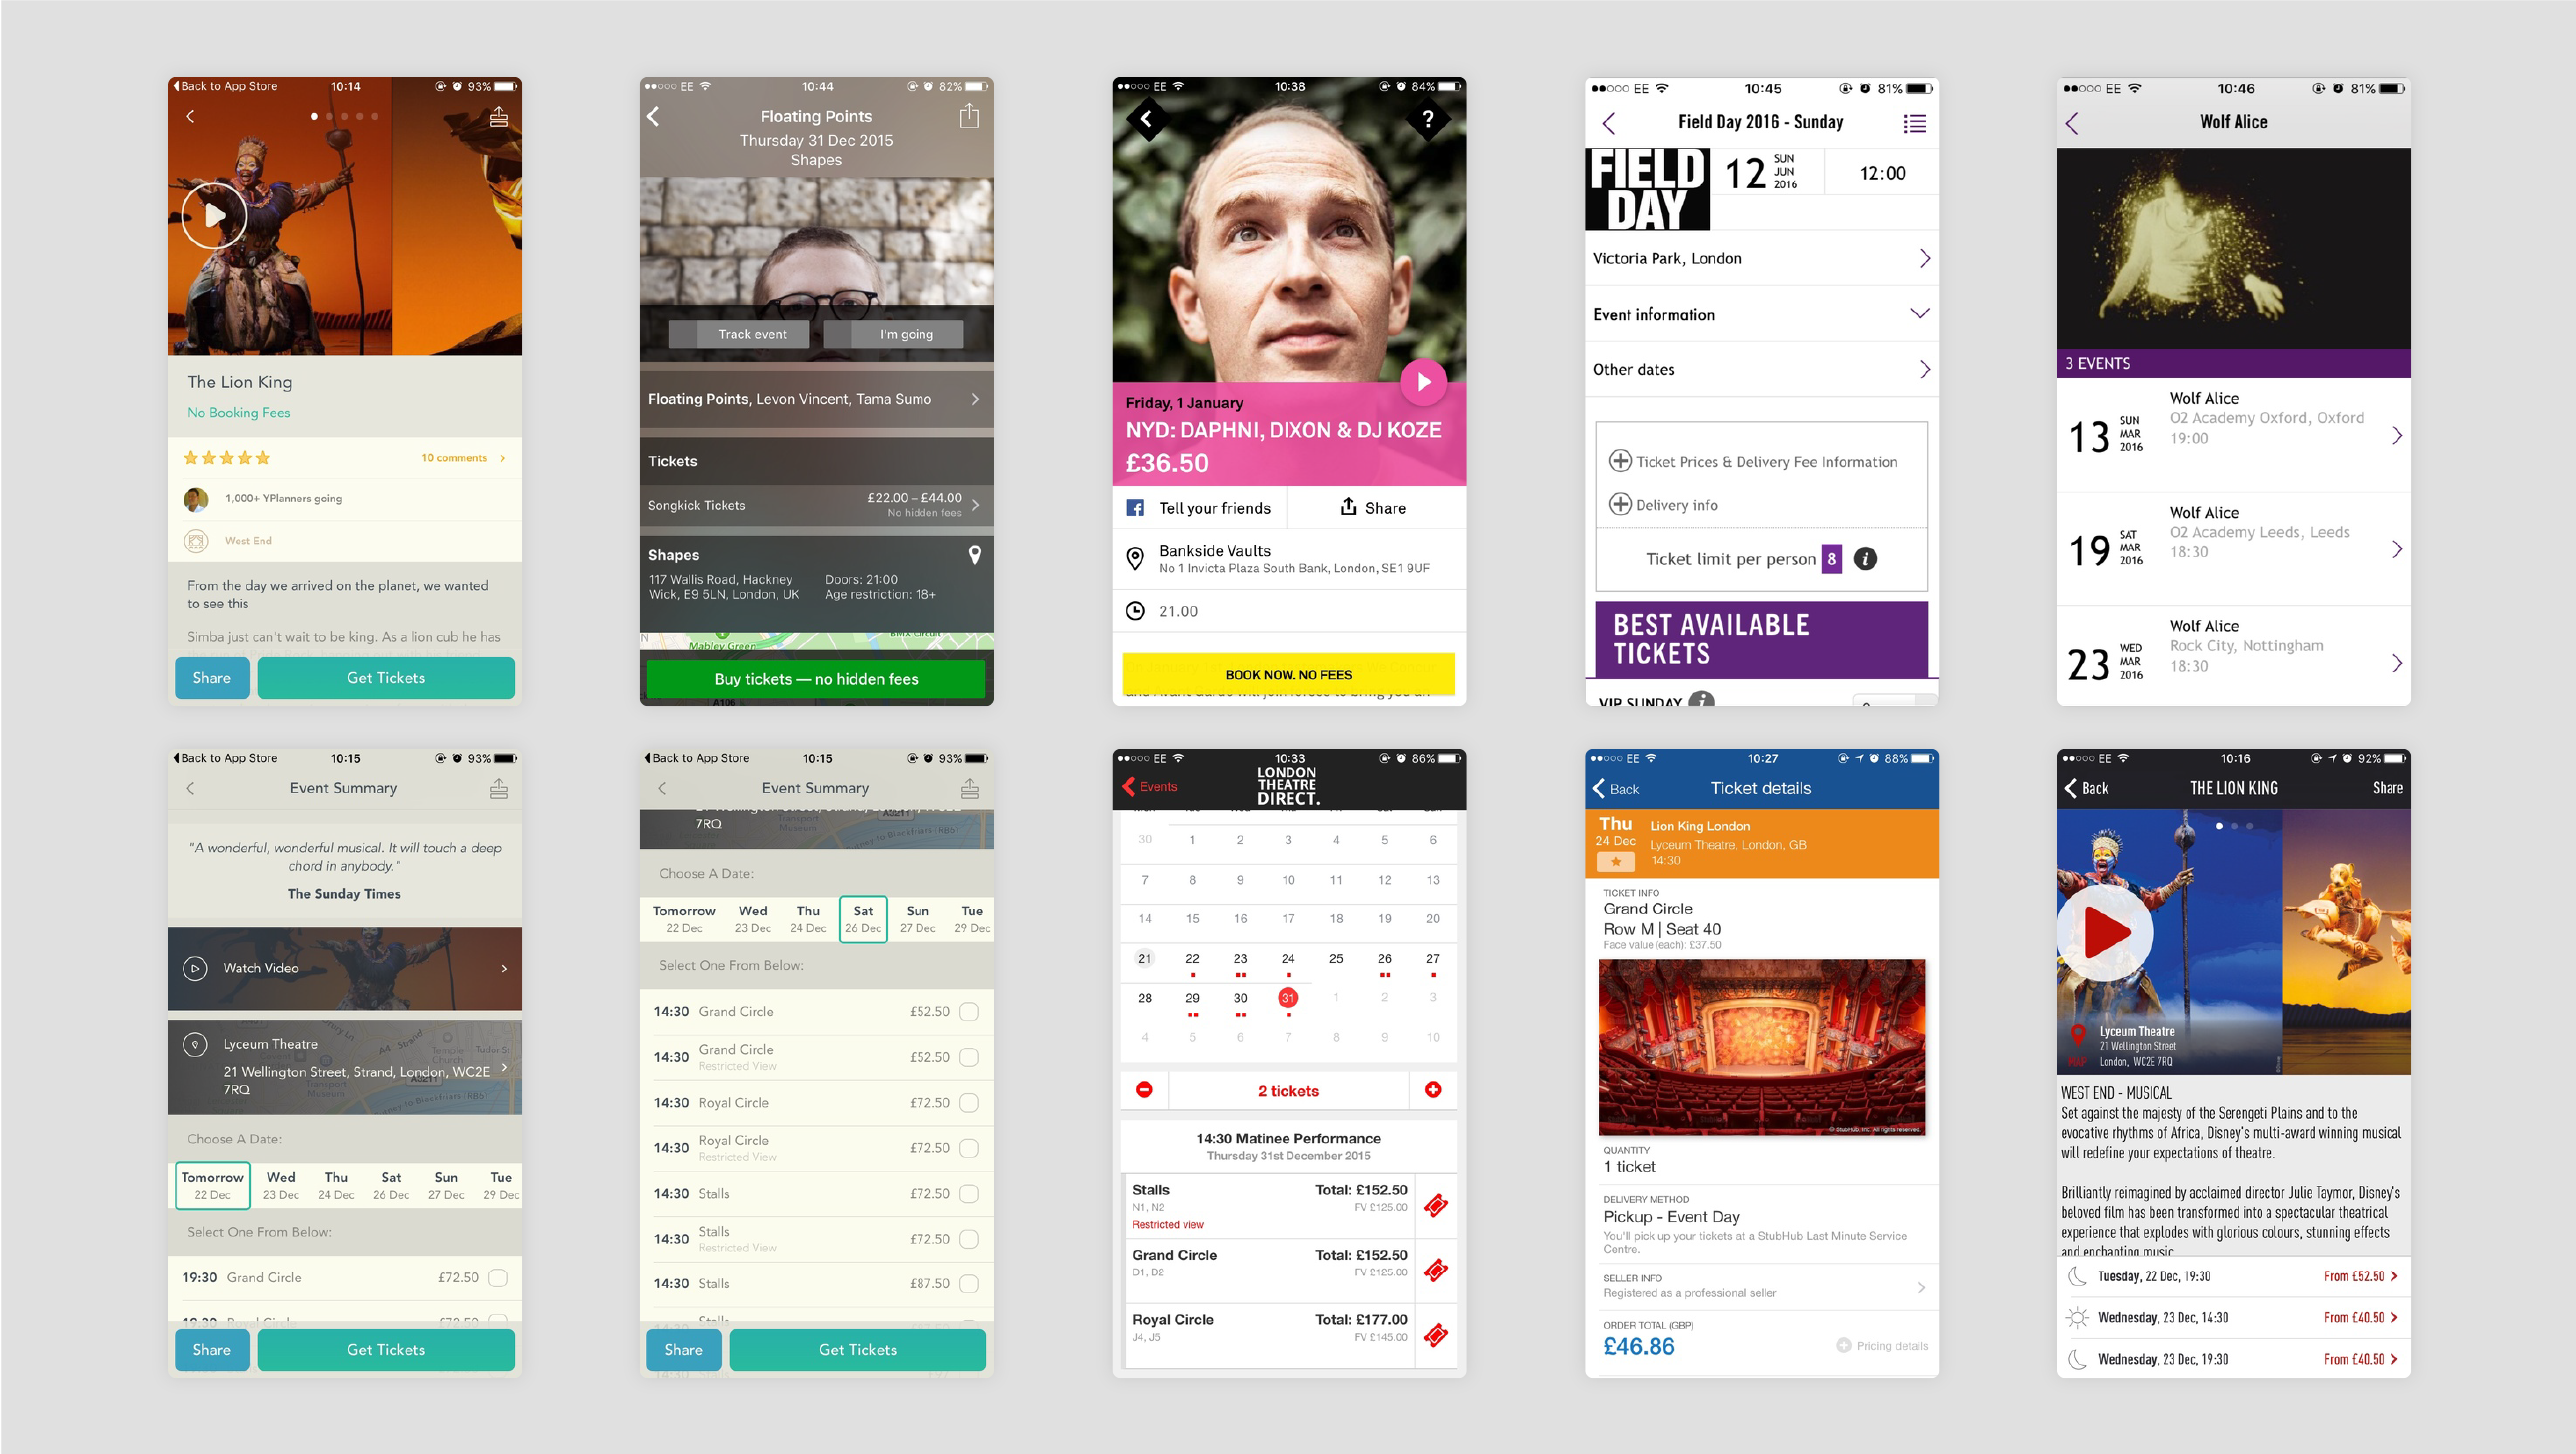 Back to App Store 10:14 93%
The Lion King
No Booking Fees
10 comments
1,000+ YPlanners going
West End
From the day we arrived on the planet, we wanted
to see this
Simba just can't wait to be king. As a lion cub he has
Share Get Tickets
EE 10:44 82%
Floating Points
Thursday 31 Dec 2015
Shapes
Track event I'm going
Floating Points, Levon Vincent, Tama Sumo
Tickets
Songkick Tickets £22.00 – £44.00
No hidden fees
Shapes
117 Wallis Road, Hackney Doors: 21:00
Wick, E9 5LN, London, UK Age restriction: 18+
Mabley Green
Buy tickets — no hidden fees
A106
EE 10:38 84%
?
Friday, 1 January
NYD: DAPHNI, DIXON & DJ KOZE
£36.50
Tell your friends Share
Bankside Vaults
No 1 Invicta Plaza South Bank, London, SE1 9UF
21.00
BOOK NOW. NO FEES
EE 10:45 81%
Field Day 2016 - Sunday
FIELD
DAY
12 SUN
JUN
2016
12:00
Victoria Park, London
Event information
Other dates
Ticket Prices & Delivery Fee Information
Delivery info
Ticket limit per person 8 i
BEST AVAILABLE
TICKETS
VIP SUNDAY i
EE 10:46 81%
Wolf Alice
3 EVENTS
13 SUN
MAR
2016
Wolf Alice
O2 Academy Oxford, Oxford
19:00
19 SAT
MAR
2016
Wolf Alice
O2 Academy Leeds, Leeds
18:30
23 WED
MAR
2016
Wolf Alice
Rock City, Nottingham
18:30
Back to App Store 10:15 93%
Event Summary
"A wonderful, wonderful musical. It will touch a deep
chord in anybody."
The Sunday Times
Watch Video
Lyceum Theatre
21 Wellington Street, Strand, London, WC2E
7RQ
Choose A Date:
Tomorrow Wed Thu Sat Sun Tue
22 Dec 23 Dec 24 Dec 26 Dec 27 Dec 29 Dec
Select One From Below:
19:30 Grand Circle £72.50
19:30 Royal Circle
Share Get Tickets
Back to App Store 10:15 93%
Event Summary
7RQ
Choose A Date:
Tomorrow Wed Thu Sat Sun Tue
22 Dec 23 Dec 24 Dec 26 Dec 27 Dec 29 Dec
Select One From Below:
14:30 Grand Circle £52.50
14:30 Grand Circle £52.50
Restricted View
14:30 Royal Circle £72.50
14:30 Royal Circle £72.50
Restricted View
14:30 Stalls £72.50
14:30 Stalls £72.50
Restricted View
14:30 Stalls £87.50
Stalls
Share Get Tickets
EE 10:33 86%
Events
LONDON
THEATRE
DIRECT.
30 1 2 3 4 5 6
7 8 9 10 11 12 13
14 15 16 17 18 19 20
21 22 23 24 25 26 27
28 29 30 31 1 2 3
4 5 6 7 8 9 10
2 tickets
14:30 Matinee Performance
Thursday 31st December 2015
Stalls Total: £152.50
N1, N2 FV £125.00
Restricted view
Grand Circle Total: £152.50
D1, D2 FV £125.00
Royal Circle Total: £177.00
J4, J5 FV £145.00
EE 10:27 88%
Back Ticket details
Thu
24 Dec
Lion King London
Lyceum Theatre, London, GB
14:30
TICKET INFO
Grand Circle
Row M | Seat 40
Face value (each): £37.50
© StubHub, Inc. All rights reserved.
QUANTITY
1 ticket
DELIVERY METHOD
Pickup - Event Day
You'll pick up your tickets at a StubHub Last Minute Service
Centre.
SELLER INFO
Registered as a professional seller
ORDER TOTAL (GBP)
£46.86 Pricing details
EE 10:16 92%
Back THE LION KING Share
Lyceum Theatre
21 Wellington Street
London, WC2E 7RQ
MAP
WEST END - MUSICAL
Set against the majesty of the Serengeti Plains and to the
evocative rhythms of Africa, Disney's multi-award winning musical
will redefine your expectations of theatre.
Brilliantly reimagined by acclaimed director Julie Taymor, Disney's
beloved film has been transformed into a spectacular theatrical
experience that explodes with glorious colours, stunning effects
and enchanting music
Tuesday, 22 Dec, 19:30 From £52.50
Wednesday, 23 Dec, 14:30 From £40.50
Wednesday, 23 Dec, 19:30 From £40.50